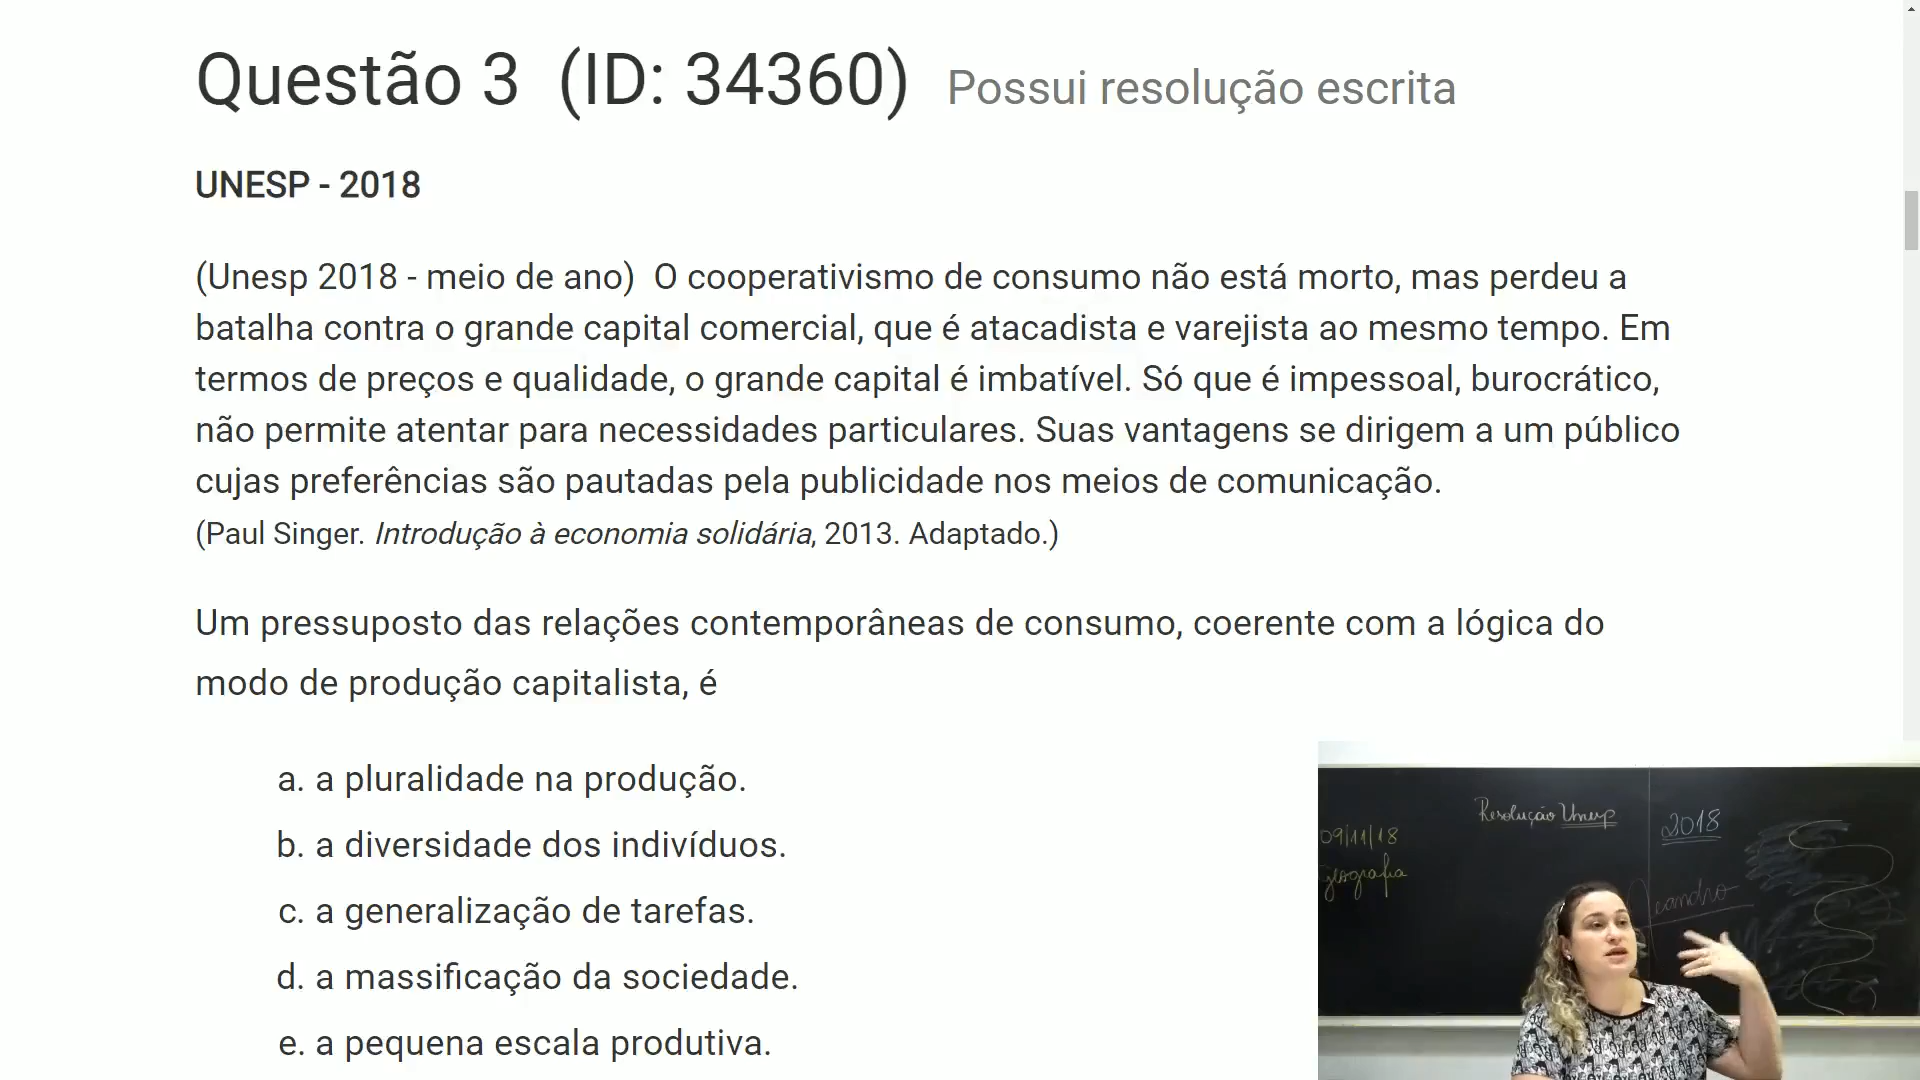 Questão 3 (ID: 34360) Possui resolução escrita
UNESP - 2018
(Unesp 2018 - meio de ano) O cooperativismo de consumo não está morto, mas perdeu a
batalha contra o grande capital comercial, que é atacadista e varejista ao mesmo tempo. Em
termos de preços e qualidade, o grande capital é imbatível. Só que é impessoal, burocrático,
não permite atentar para necessidades particulares. Suas vantagens se dirigem a um público
cujas preferências são pautadas pela publicidade nos meios de comunicação.
(Paul Singer. Introdução à economia solidária, 2013. Adaptado.)
Um pressuposto das relações contemporâneas de consumo, coerente com a lógica do
modo de produção capitalista, é
a. a pluralidade na produção.
b. a diversidade dos indivíduos.
c. a generalização de tarefas.
d. a massificação da sociedade.
e. a pequena escala produtiva.
Resolução Unesp 2018
09/11/18
geografia
Leandro